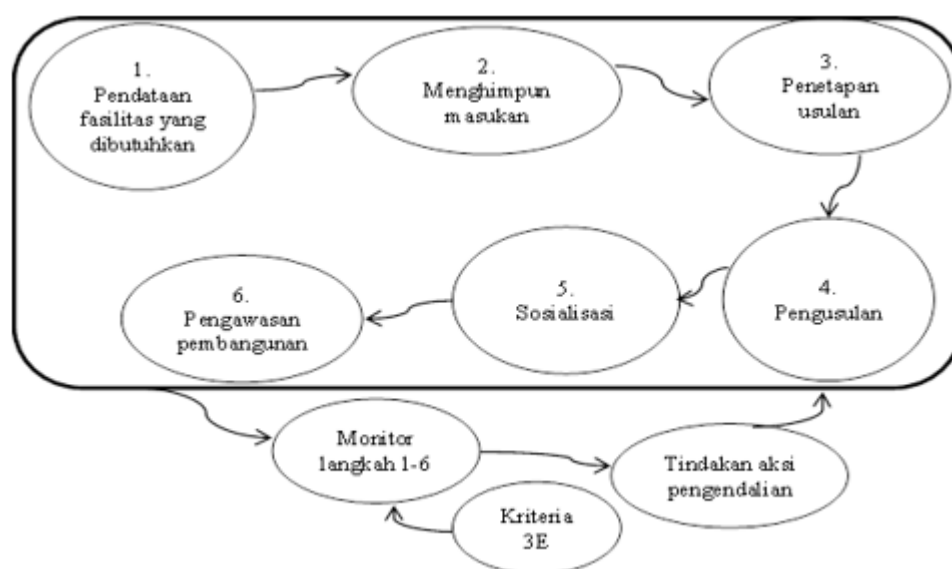 1.
Pendataan
fasilitas yang
dibutuhkan
2.
Menghimpun
masukan
3.
Penetapan
usulan
4.
Pengusulan
5.
Sosialisasi
6.
Pengawasan
pembangunan
Monitor
langkah 1-6
Tindakan aksi
pengendalian
Kriteria
3E